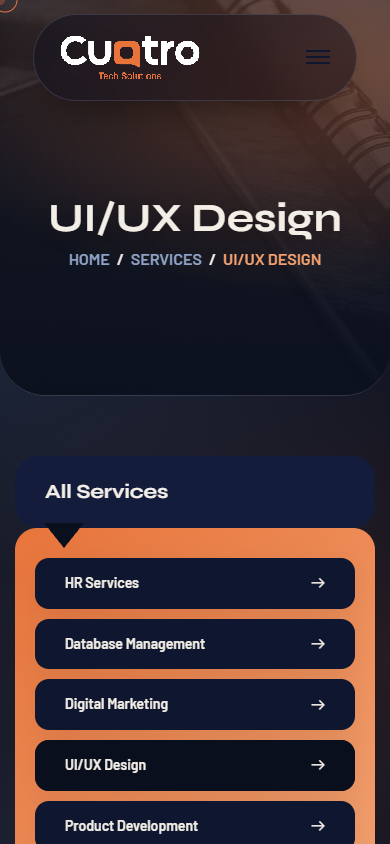 Cuatro
Tech Solutions
UI/UX Design
HOME / SERVICES / UI/UX DESIGN
All Services
HR Services
Database Management
Digital Marketing
UI/UX Design
Product Development